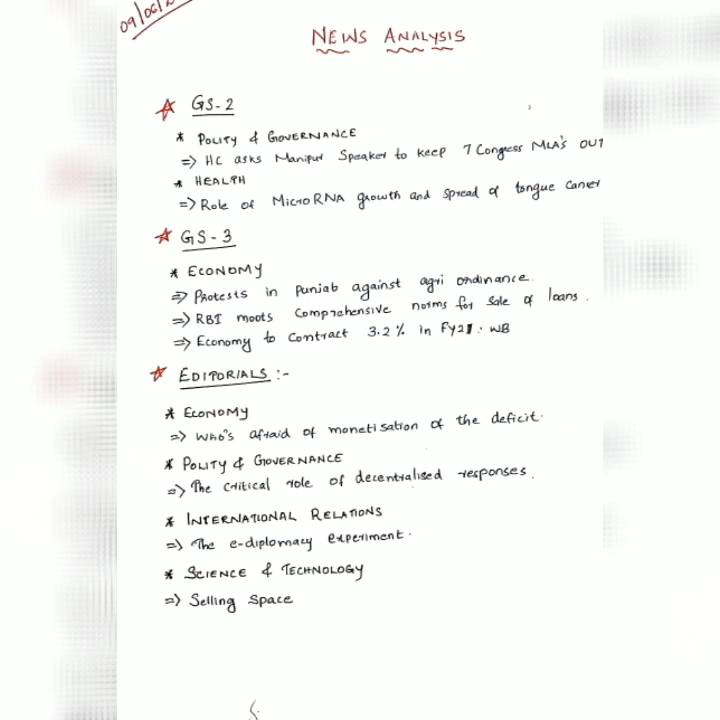 09/06/2
NEWS ANALYSIS
GS-2
* POLITY & GOVERNANCE
=> HC asks Manipur Speaker to keep 7 Congress MLA's OUT
* HEALTH
=> Role of MicroRNA growth and spread of tongue cancer
GS-3
* ECONOMY
=> Protests in Punjab against agri ordinance.
=> RBI moots Comprehensive norms for sale of loans.
=> Economy to contract 3.2% in FY21: WB
EDITORIALS :-
* ECONOMY
=> Who's afraid of monetisation of the deficit.
* POLITY & GOVERNANCE
=> The critical role of decentralised responses.
* INTERNATIONAL RELATIONS
=> The e-diplomacy experiment.
* SCIENCE & TECHNOLOGY
=> Selling Space